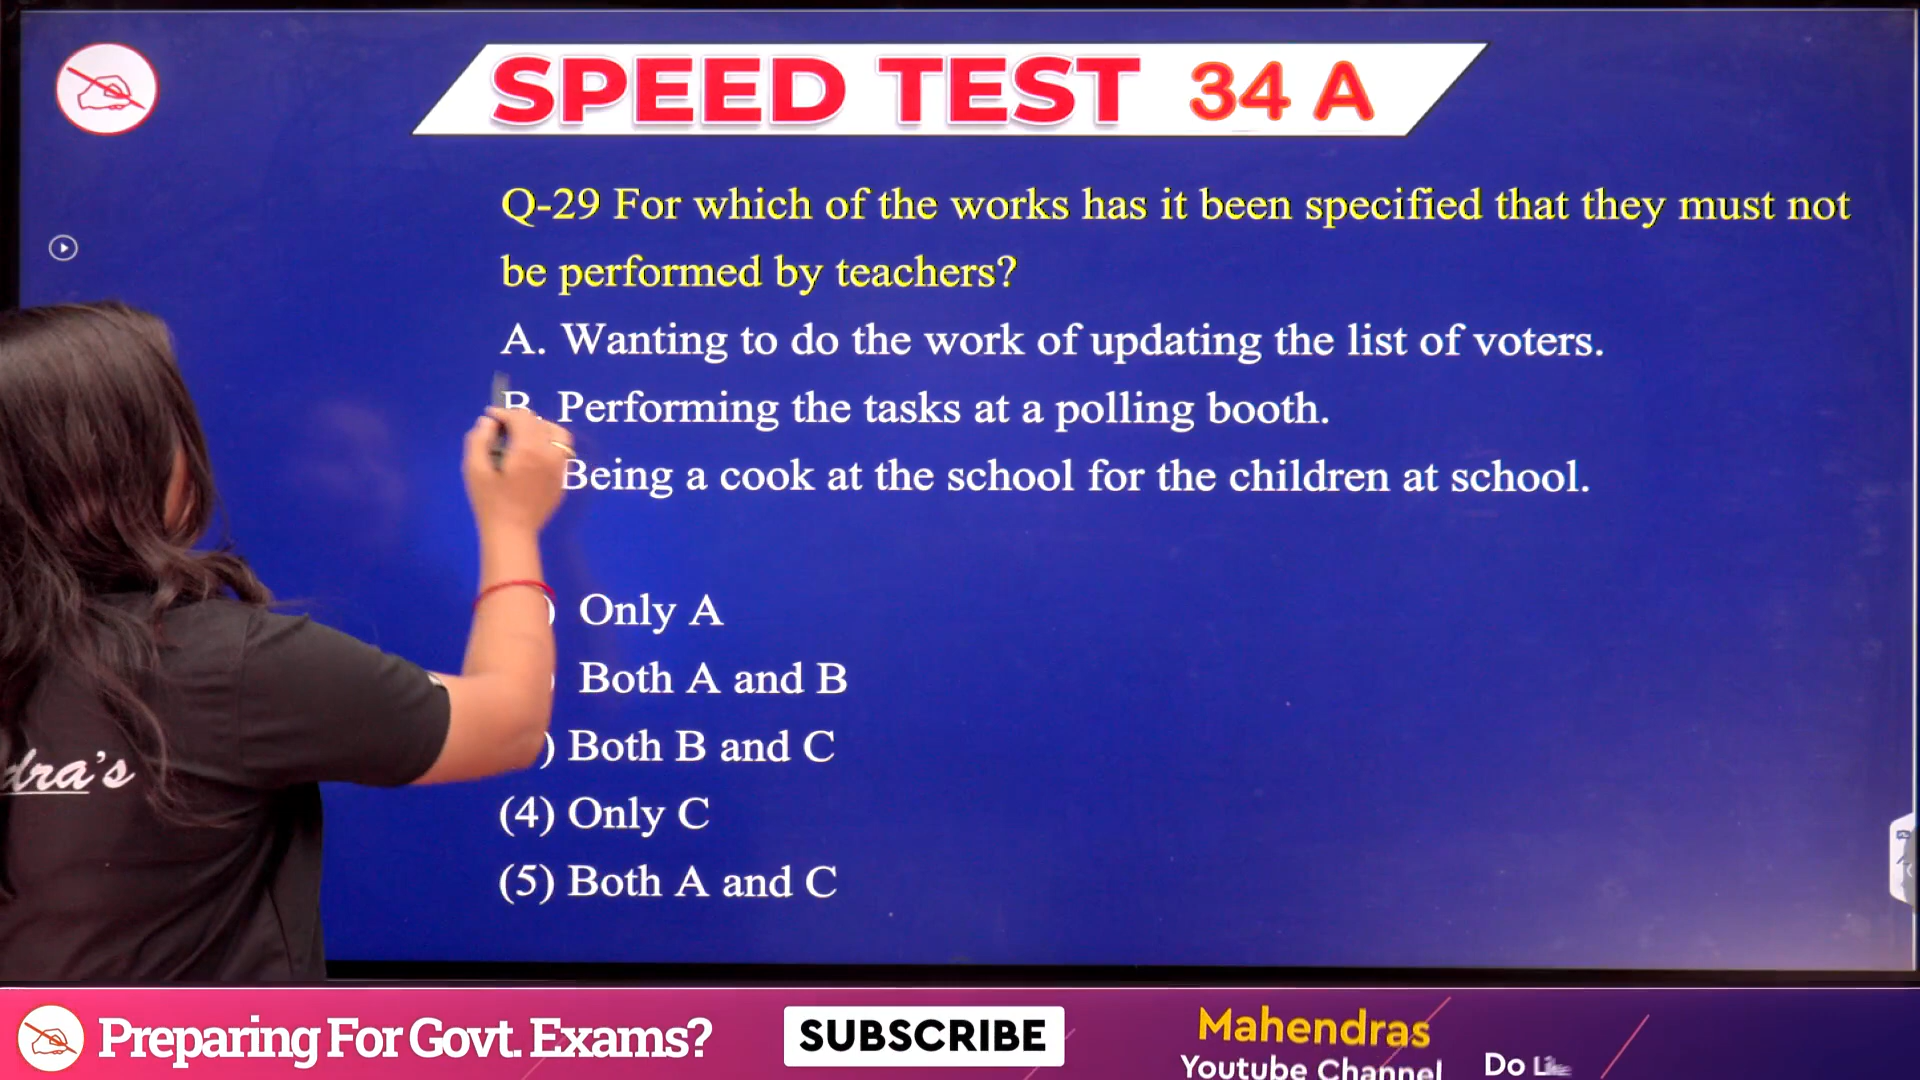 SPEED TEST 34 A
Q-29 For which of the works has it been specified that they must not
be performed by teachers?
A. Wanting to do the work of updating the list of voters.
B. Performing the tasks at a polling booth.
Being a cook at the school for the children at school.
) Only A
) Both A and B
) Both B and C
(4) Only C
(5) Both A and C
dra's
Preparing For Govt. Exams?
SUBSCRIBE
Mahendras
Youtube Channel
Do Like